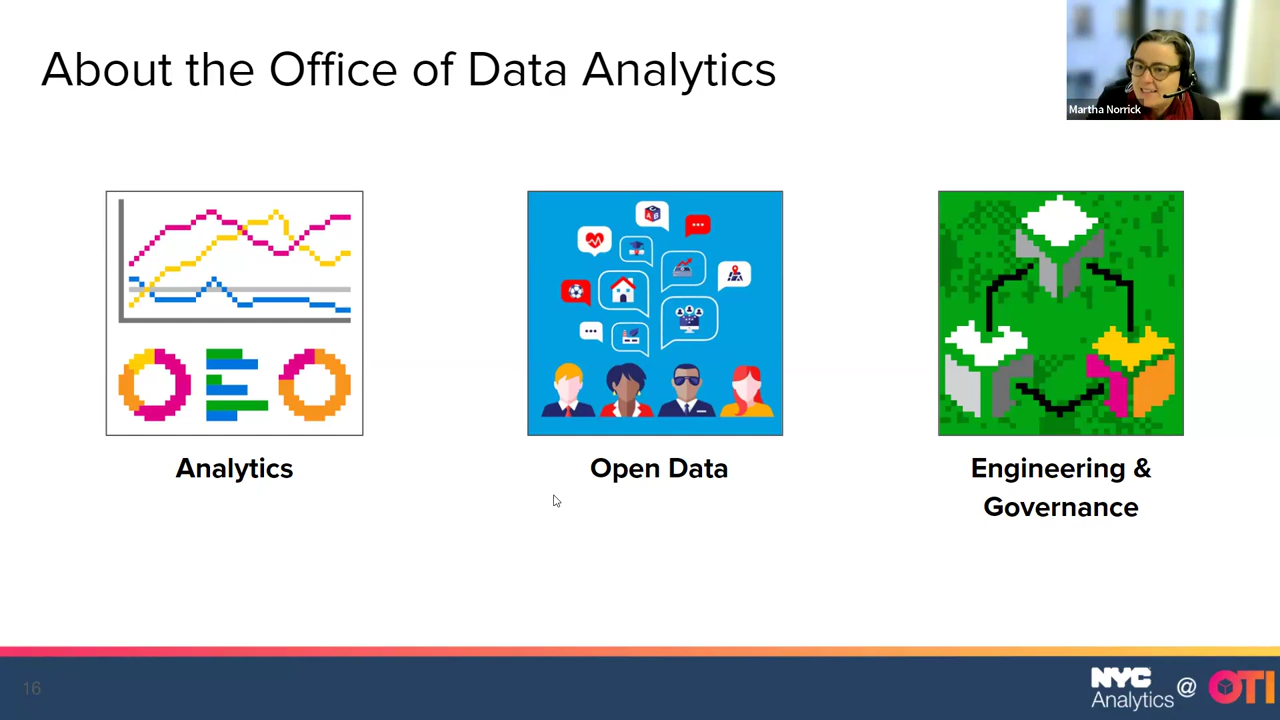 About the Office of Data Analytics
Martha Norrick
Analytics
Open Data
Engineering &
Governance
16
NYC
Analytics @ OTI